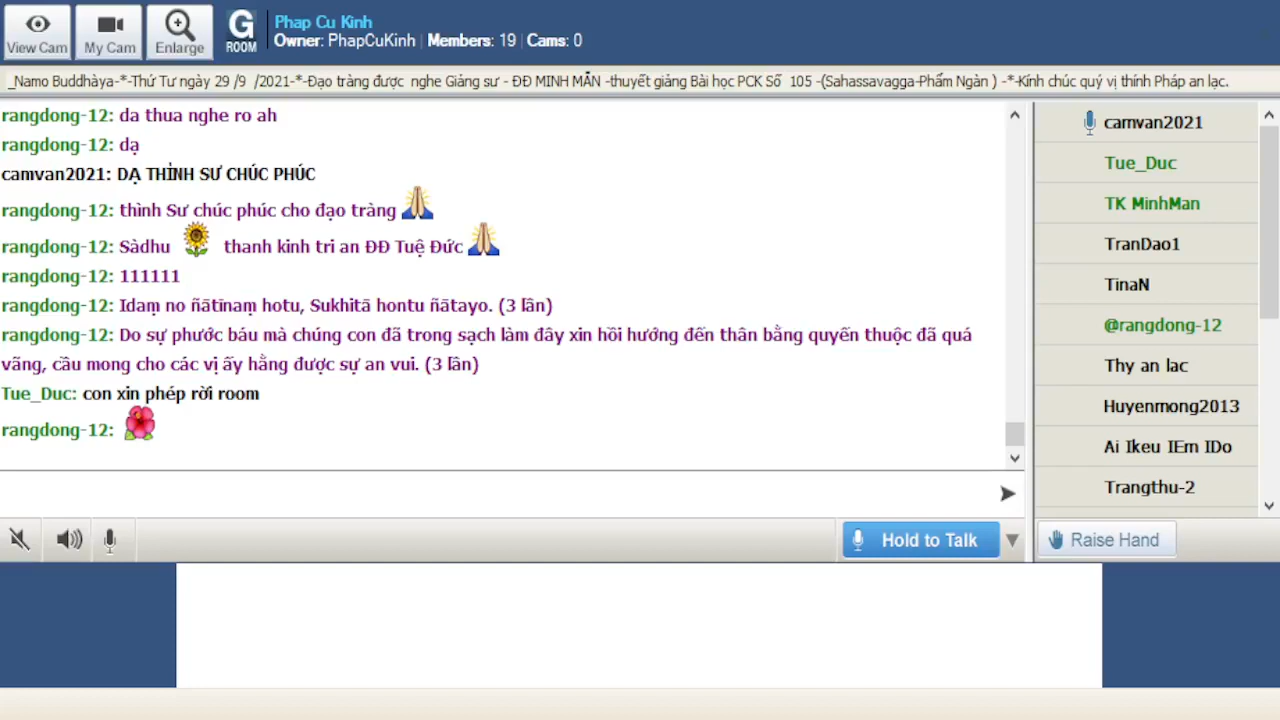 View Cam
My Cam
Enlarge
G ROOM
Phap Cu Kinh
Owner: PhapCuKinh | Members: 19 | Cams: 0
_Namo Buddhàya-*-Thứ Tư ngày 29 /9 /2021-*-Đạo tràng được nghe Giảng sư - ĐĐ MINH MẪN -thuyết giảng Bài học PCK Số 105 -(Sahassavagga-Phẩm Ngàn ) -*-Kính chúc quý vị thính Pháp an lạc.
rangdong-12: da thua nghe ro ah
rangdong-12: dạ
camvan2021: DẠ THỈNH SƯ CHÚC PHÚC
rangdong-12: thỉnh Sư chúc phúc cho đạo tràng
rangdong-12: Sàdhu thanh kinh tri an ĐĐ Tuệ Đức
rangdong-12: 111111
rangdong-12: Idaṃ no ñātīnaṃ hotu, Sukhitā hontu ñātayo. (3 lần)
rangdong-12: Do sự phước báu mà chúng con đã trong sạch làm đây xin hồi hướng đến thân bằng quyến thuộc đã quá
vãng, cầu mong cho các vị ấy hằng được sự an vui. (3 lần)
Tue_Duc: con xin phép rời room
rangdong-12:
camvan2021
Tue_Duc
TK MinhMan
TranDao1
TinaN
@rangdong-12
Thy an lac
Huyenmong2013
Ai Ikeu IEm IDo
Trangthu-2
Hold to Talk
Raise Hand